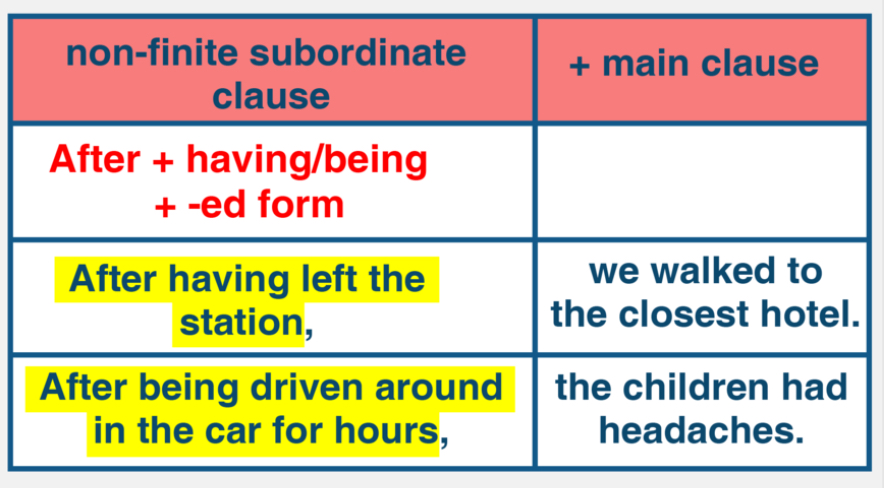 non-finite subordinate
clause
+ main clause
After + having/being
+ -ed form
After having left the
station,
we walked to
the closest hotel.
After being driven around
in the car for hours,
the children had
headaches.